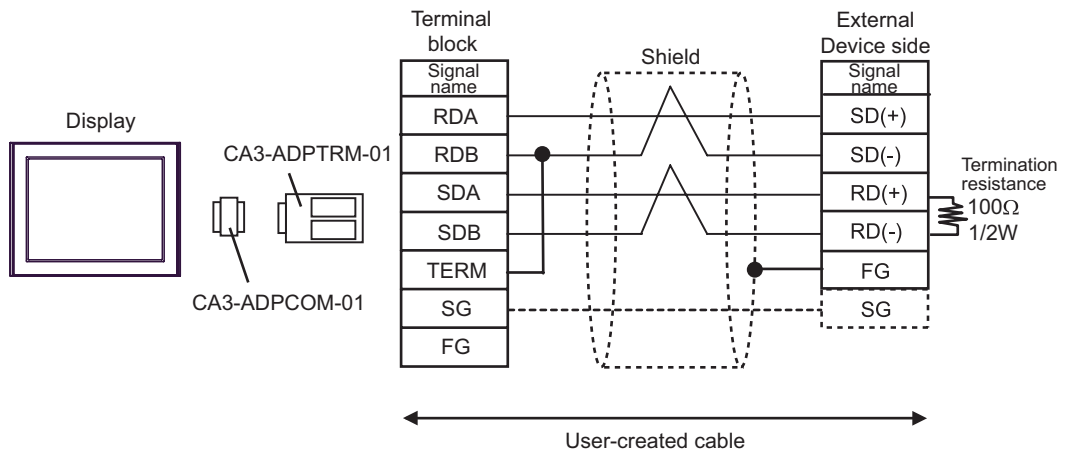 Display
CA3-ADPTRM-01
CA3-ADPCOM-01
Terminal
block
Signal
name
RDA
RDB
SDA
SDB
TERM
SG
FG
Shield
External
Device side
Signal
name
SD(+)
SD(-)
RD(+)
RD(-)
FG
SG
Termination
resistance
100Ω
1/2W
User-created cable